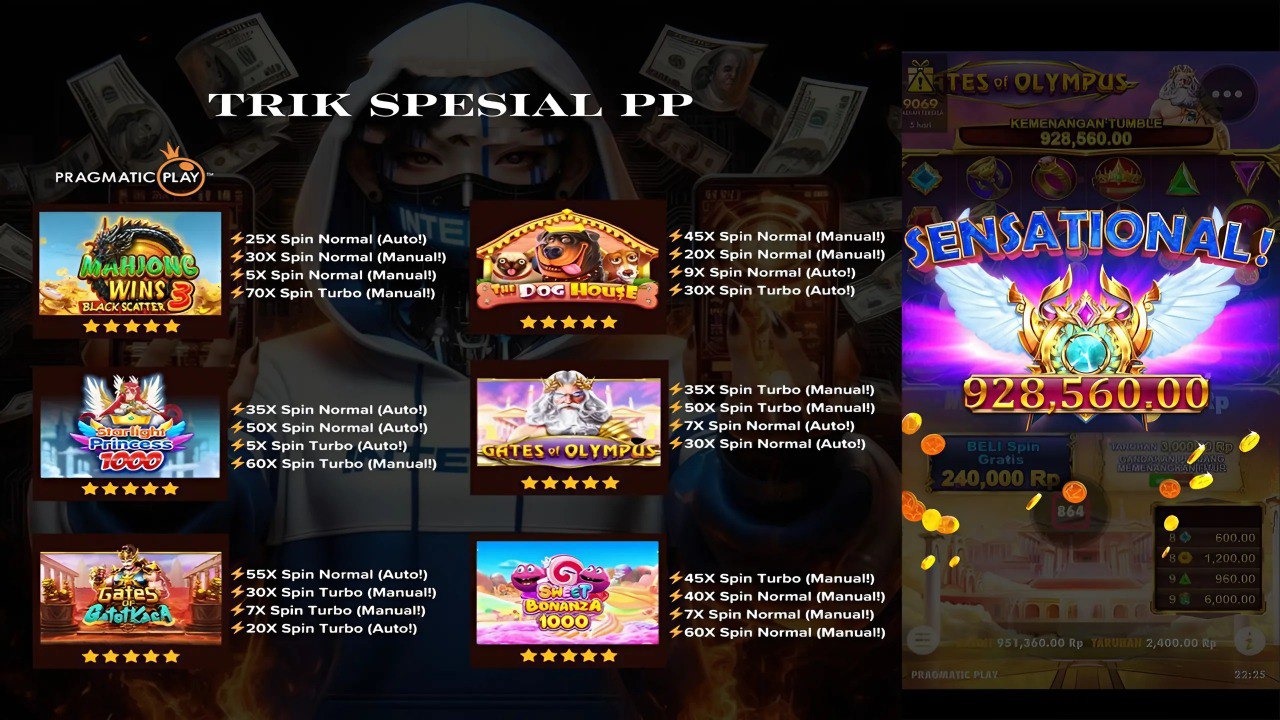 TRIK SPESIAL PP
PRAGMATIC PLAY™
MAHJONG
WINS 3
BLACK SCATTER
⚡25X Spin Normal (Auto!)
⚡30X Spin Normal (Manual!)
⚡5X Spin Normal (Manual!)
⚡70X Spin Turbo (Manual!)
THE DOG HOUSE
⚡45X Spin Normal (Manual!)
⚡20X Spin Normal (Manual!)
⚡9X Spin Normal (Auto!)
⚡30X Spin Turbo (Auto!)
Starlight
Princess
1000
⚡35X Spin Normal (Auto!)
⚡50X Spin Normal (Auto!)
⚡5X Spin Turbo (Auto!)
⚡60X Spin Turbo (Manual!)
GATES OF OLYMPUS
⚡35X Spin Turbo (Manual!)
⚡50X Spin Turbo (Manual!)
⚡7X Spin Normal (Auto!)
⚡30X Spin Normal (Auto!)
Gates
OF
GatotKaca
⚡55X Spin Normal (Auto!)
⚡30X Spin Normal (Manual!)
⚡7X Spin Turbo (Manual!)
⚡20X Spin Turbo (Auto!)
SWEET
BONANZA
1000
⚡45X Spin Turbo (Manual!)
⚡40X Spin Normal (Manual!)
⚡7X Spin Normal (Manual!)
⚡60X Spin Normal (Manual!)
INTE
GATES OF OLYMPUS
9069
5 hari
KEMENANGAN TUMBLE
928,560.00
SENSATIONAL!
928,560.00
BELI Spin
Gratis
240,000 Rp
864
8 600.00
8 1,200.00
9 960.00
9 6,000.00
951,360.00 Rp TARUHAN 2,400.00 Rp
PRAGMATIC PLAY
22:25